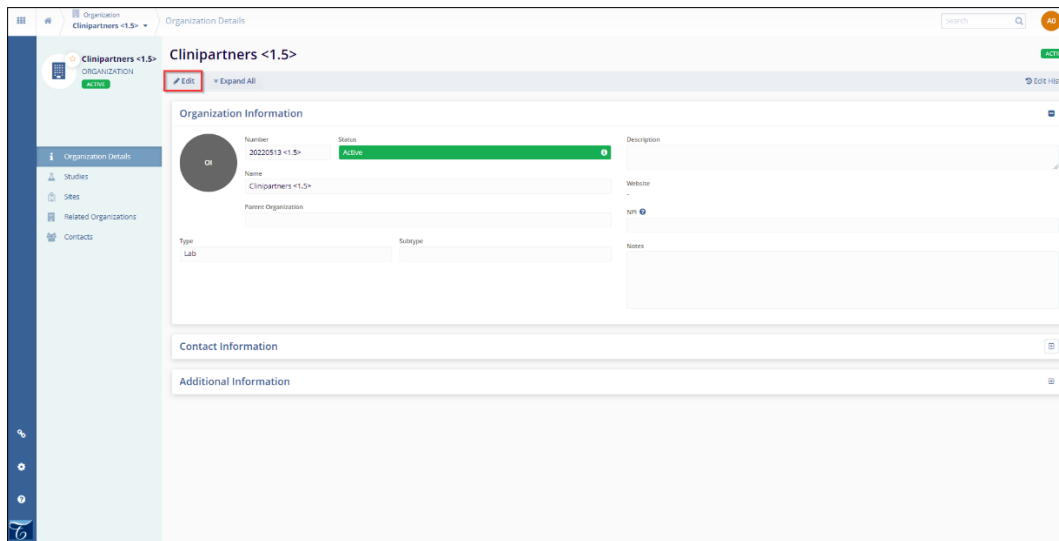 Organization
Clinipartners <1.5>
Organization Details
Search
AO
Clinipartners <1.5>
ORGANIZATION
ACTIVE
Clinipartners <1.5>
Edit
Expand All
Edit His
Organization Details
Studies
Sites
Related Organizations
Contacts
Organization Information
OI
Number
20220513 <1.5>
Status
Active
Name
Clinipartners <1.5>
Parent Organization
Type
Lab
Subtype
Description
Website
-
NPI
Notes
Contact Information
Additional Information